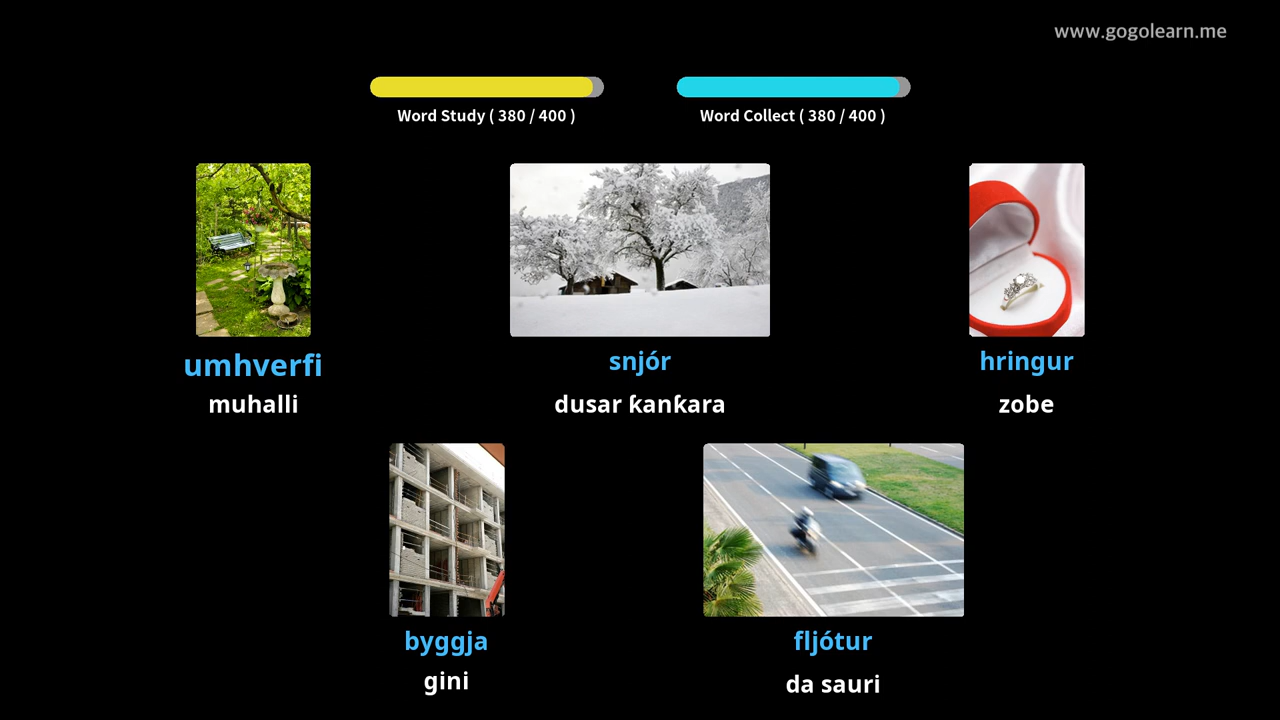 www.gogolearn.me
Word Study ( 380 / 400 )
Word Collect ( 380 / 400 )
umhverfi
muhalli
snjór
dusar ƙanƙara
hringur
zobe
byggja
gini
fljótur
da sauri